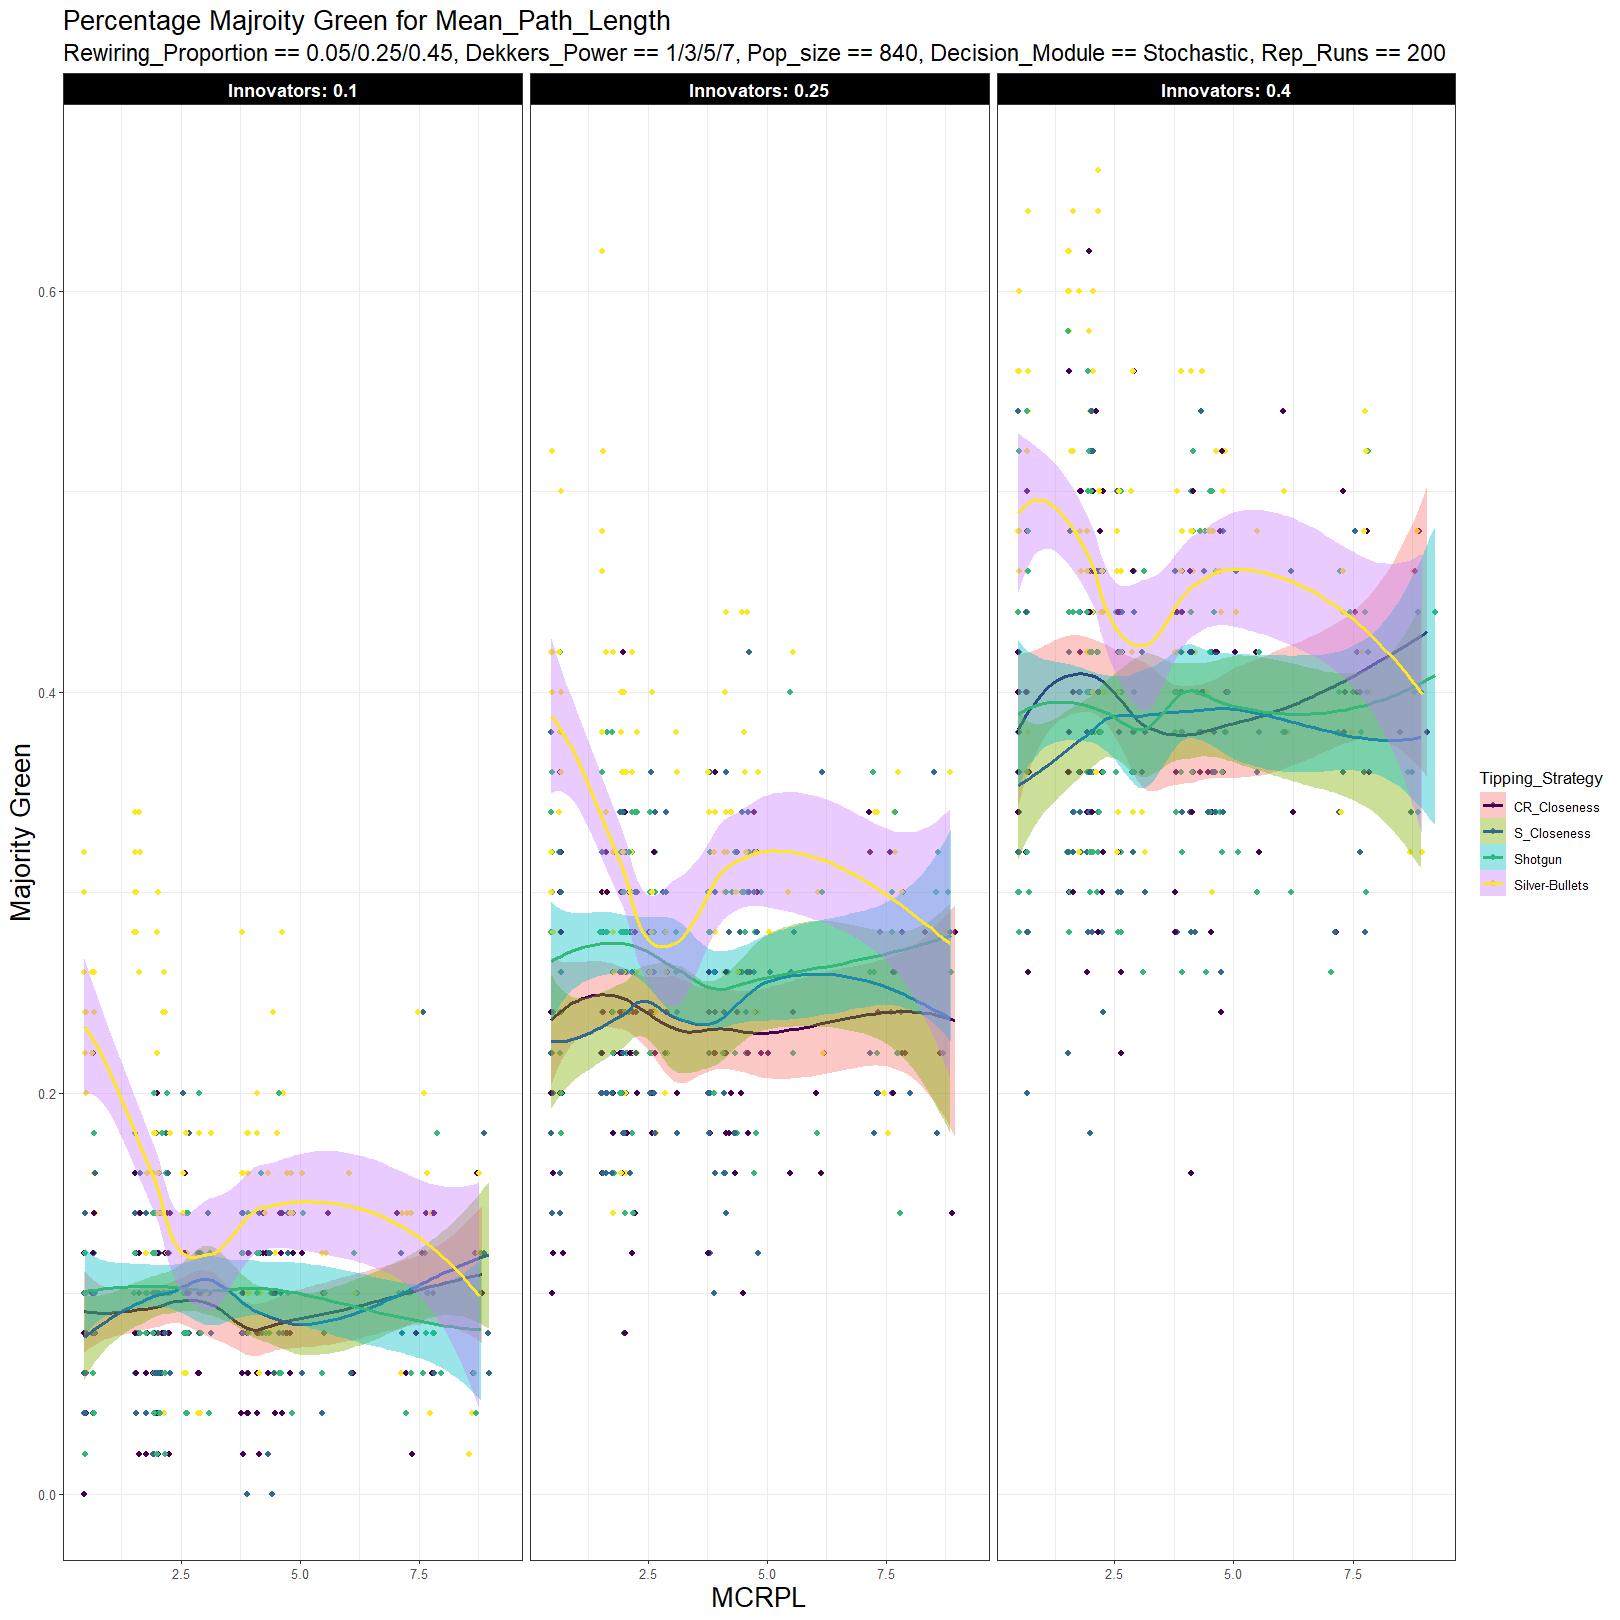 Percentage Majroity Green for Mean_Path_Length
Rewiring_Proportion == 0.05/0.25/0.45, Dekkers_Power == 1/3/5/7, Pop_size == 840, Decision_Module == Stochastic, Rep_Runs == 200
Innovators: 0.1
Innovators: 0.25
Innovators: 0.4
0.6
0.4
0.2
0.0
Majority Green
2.5 5.0 7.5
2.5 5.0 7.5
2.5 5.0 7.5
MCRPL
Tipping_Strategy
CR_Closeness
S_Closeness
Shotgun
Silver-Bullets